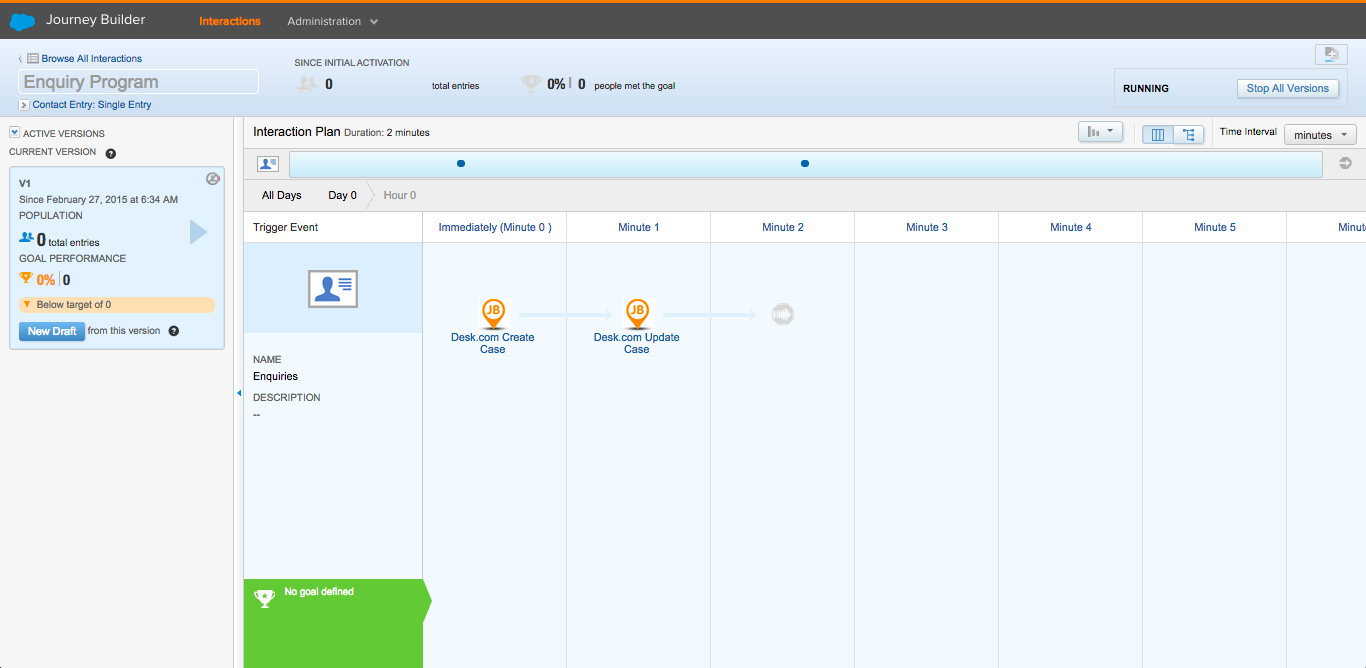 Journey Builder
Interactions
Administration
Browse All Interactions
Enquiry Program
Contact Entry: Single Entry
SINCE INITIAL ACTIVATION
0 total entries
0% | 0 people met the goal
RUNNING
Stop All Versions
ACTIVE VERSIONS
CURRENT VERSION ?
V1
Since February 27, 2015 at 6:34 AM
POPULATION
0 total entries
GOAL PERFORMANCE
0% | 0
Below target of 0
New Draft from this version ?
Interaction Plan Duration: 2 minutes
Time Interval
minutes
All Days
Day 0
Hour 0
Trigger Event
Immediately (Minute 0 )
Minute 1
Minute 2
Minute 3
Minute 4
Minute 5
Minut
JB
Desk.com Create
Case
JB
Desk.com Update
Case
NAME
Enquiries
DESCRIPTION
--
No goal defined